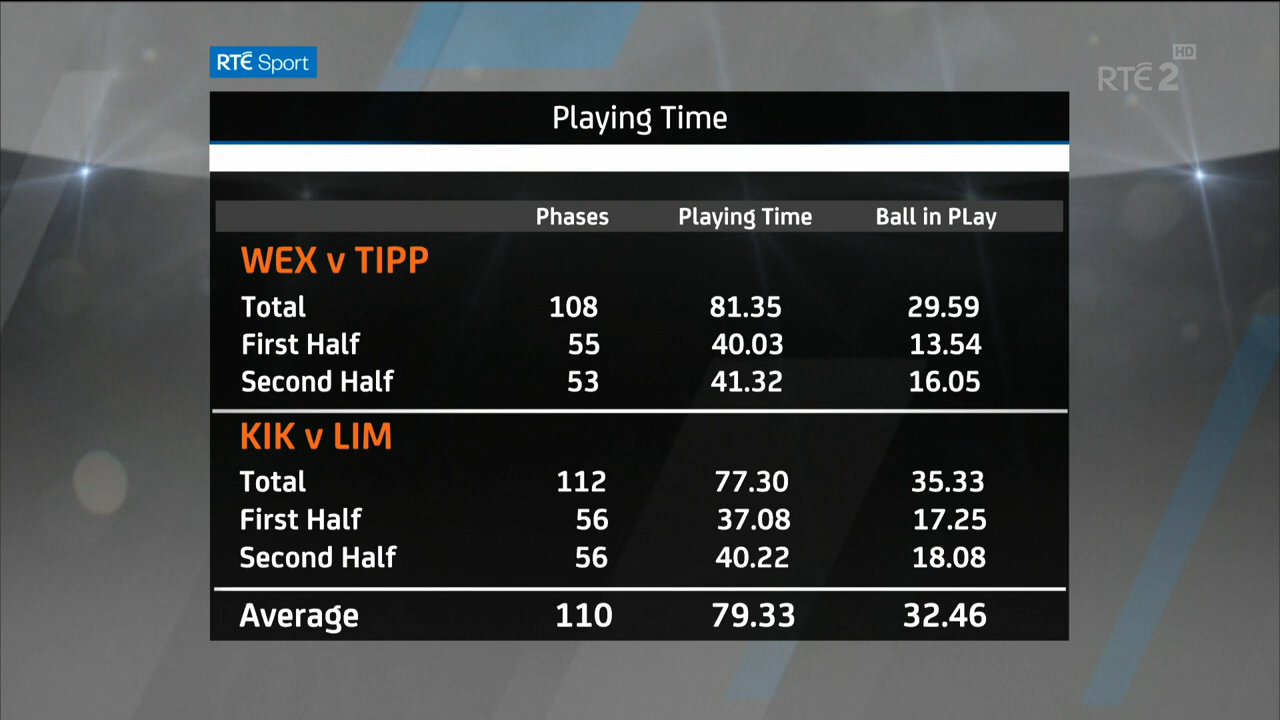 RTÉ Sport
RTÉ 2 HD
Playing Time
Phases Playing Time Ball in PLay
WEX v TIPP
Total 108 81.35 29.59
First Half 55 40.03 13.54
Second Half 53 41.32 16.05
KIK v LIM
Total 112 77.30 35.33
First Half 56 37.08 17.25
Second Half 56 40.22 18.08
Average 110 79.33 32.46